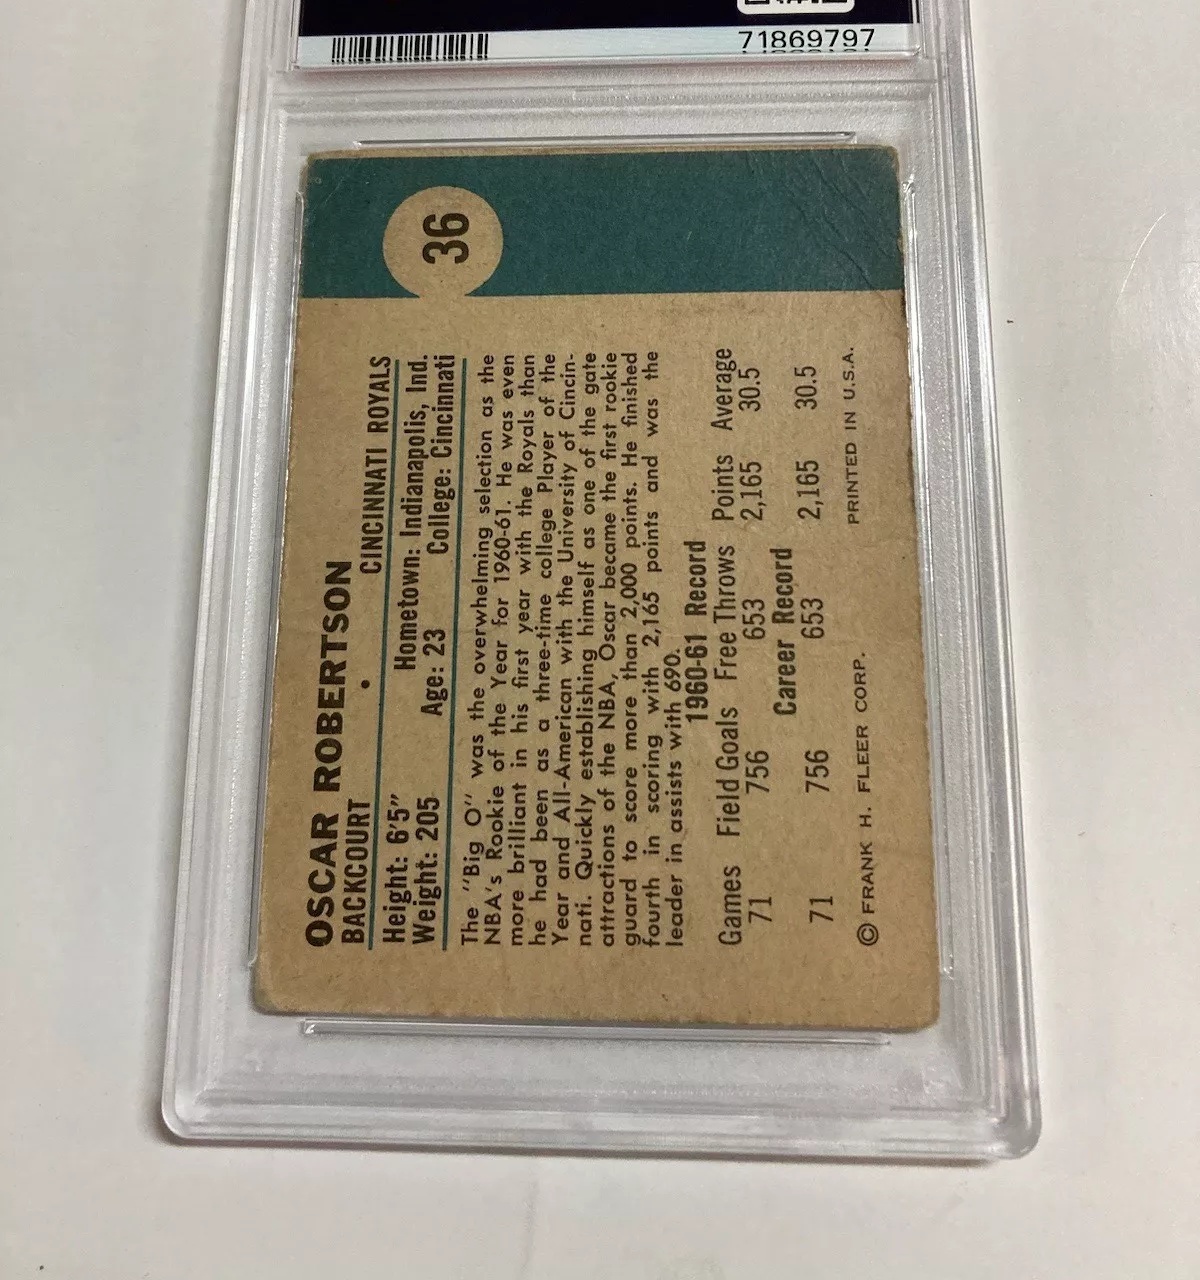 71869797
36
OSCAR ROBERTSON
BACKCOURT • CINCINNATI ROYALS
Height: 6'5" Hometown: Indianapolis, Ind.
Weight: 205 Age: 23 College: Cincinnati
The "Big O" was the overwhelming selection as the
NBA's Rookie of the Year for 1960-61. He was even
more brilliant in his first year with the Royals than
he had been as a three-time college Player of the
Year and All-American with the University of Cincin-
nati. Quickly establishing himself as one of the gate
attractions of the NBA, Oscar became the first rookie
guard to score more than 2,000 points. He finished
fourth in scoring with 2,165 points and was the
leader in assists with 690.
1960-61 Record
Games Field Goals Free Throws Points Average
71 756 653 2,165 30.5
Career Record
71 756 653 2,165 30.5
© FRANK H. FLEER CORP. PRINTED IN U.S.A.